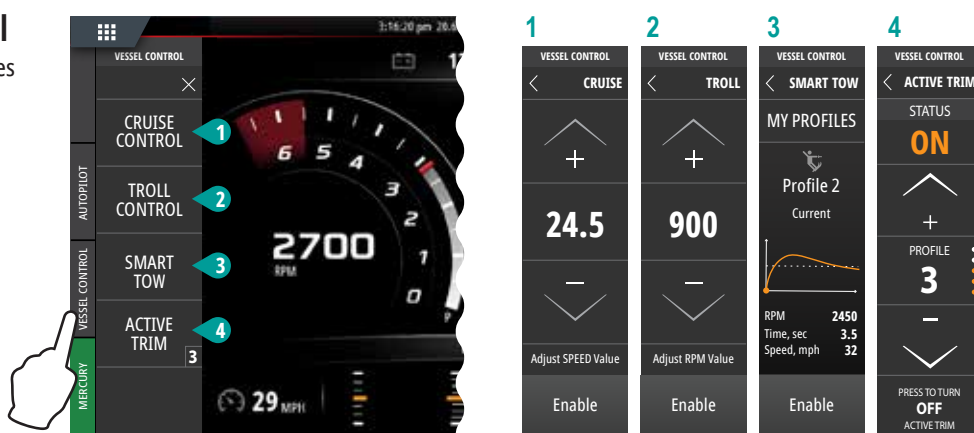 l
es
3:16:20 pm 20.6
VESSEL CONTROL
CRUISE
CONTROL
1
TROLL
CONTROL
2
SMART
TOW
3
ACTIVE
TRIM
4
3
AUTOPILOT
VESSEL CONTROL
MERCURY
6
5
4
3
2
1
0
2700
RPM
29 MPH
1
VESSEL CONTROL
CRUISE
+
24.5
–
Adjust SPEED Value
Enable
2
VESSEL CONTROL
TROLL
+
900
–
Adjust RPM Value
Enable
3
VESSEL CONTROL
SMART TOW
MY PROFILES
Profile 2
Current
RPM 2450
Time, sec 3.5
Speed, mph 32
Enable
4
VESSEL CONTROL
ACTIVE TRIM
STATUS
ON
+
PROFILE
3
–
PRESS TO TURN
OFF
ACTIVE TRIM